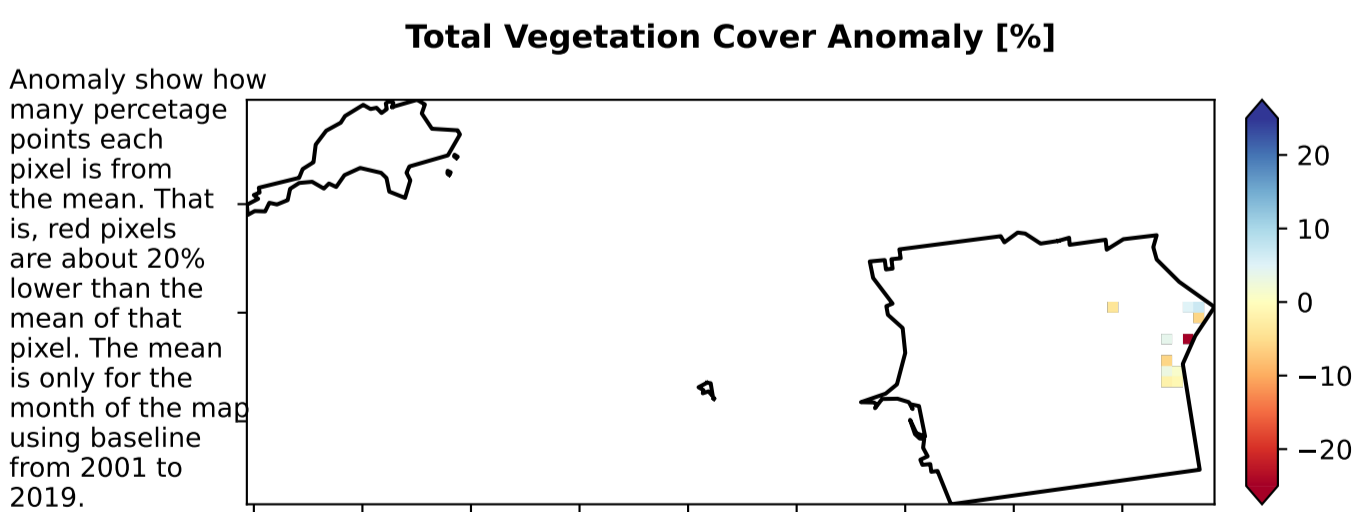 Total Vegetation Cover Anomaly [%]
Anomaly show how
many percetage
points each
pixel is from
the mean. That
is, red pixels
are about 20%
lower than the
mean of that
pixel. The mean
is only for the
month of the map
using baseline
from 2001 to
2019.
20
10
0
−10
−20